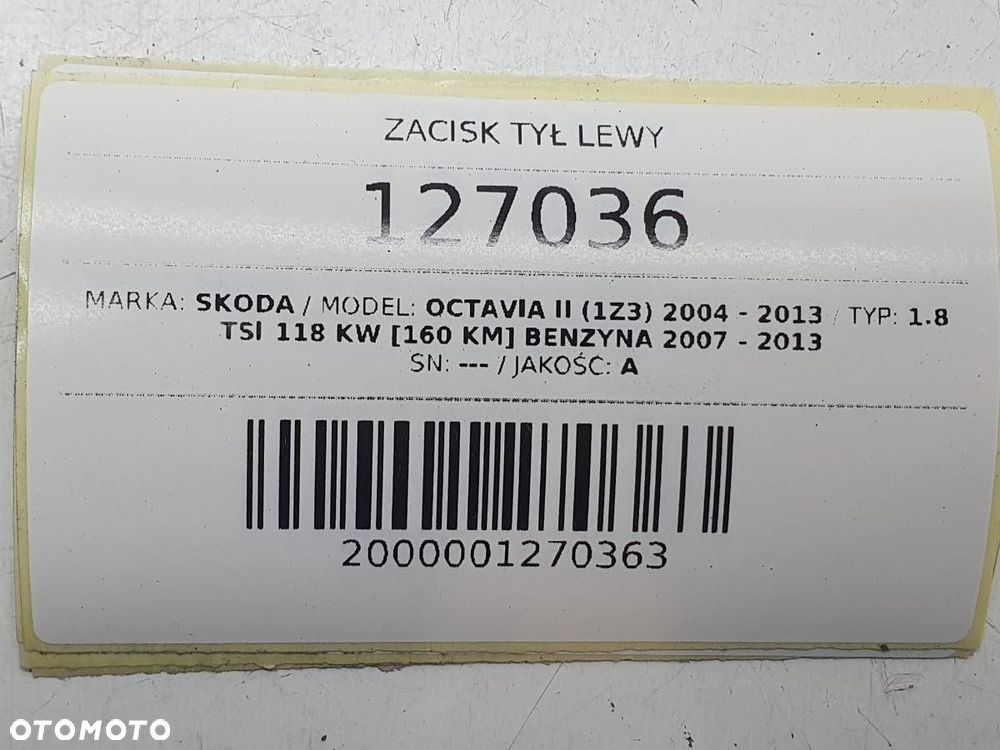 ZACISK TYŁ LEWY
127036
MARKA: SKODA / MODEL: OCTAVIA II (1Z3) 2004 - 2013 / TYP: 1.8
TSI 118 KW [160 KM] BENZYNA 2007 - 2013
SN: --- / JAKOŚĆ: A
2000001270363
OTOMOTO